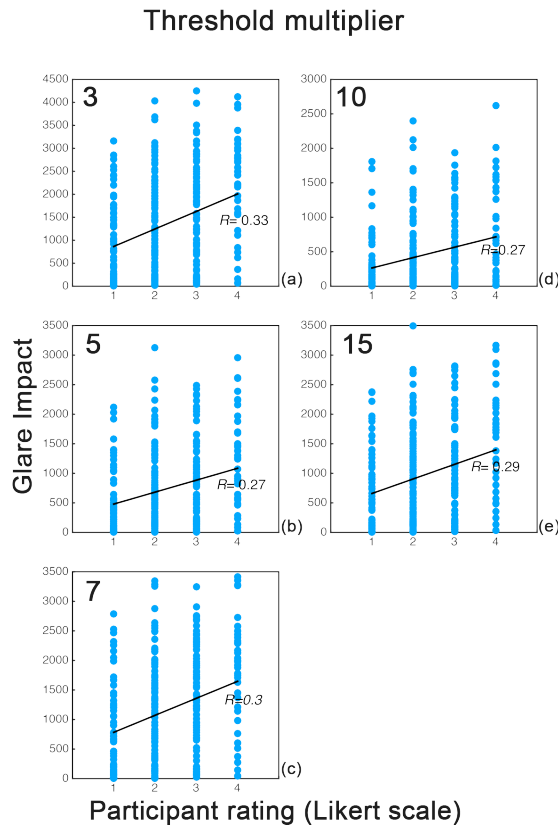 Threshold multiplier
Glare Impact
3
4500
4000
3500
3000
2500
2000
1500
1000
500
0
R= 0.33
1 2 3 4
(a)
10
3000
2500
2000
1500
1000
500
0
R=0.27
1 2 3 4
(d)
5
3500
3000
2500
2000
1500
1000
500
0
R= 0.27
1 2 3 4
(b)
15
3500
3000
2500
2000
1500
1000
500
0
R= 0.29
1 2 3 4
(e)
7
3500
3000
2500
2000
1500
1000
500
0
R=0.3
1 2 3 4
(c)
Participant rating (Likert scale)